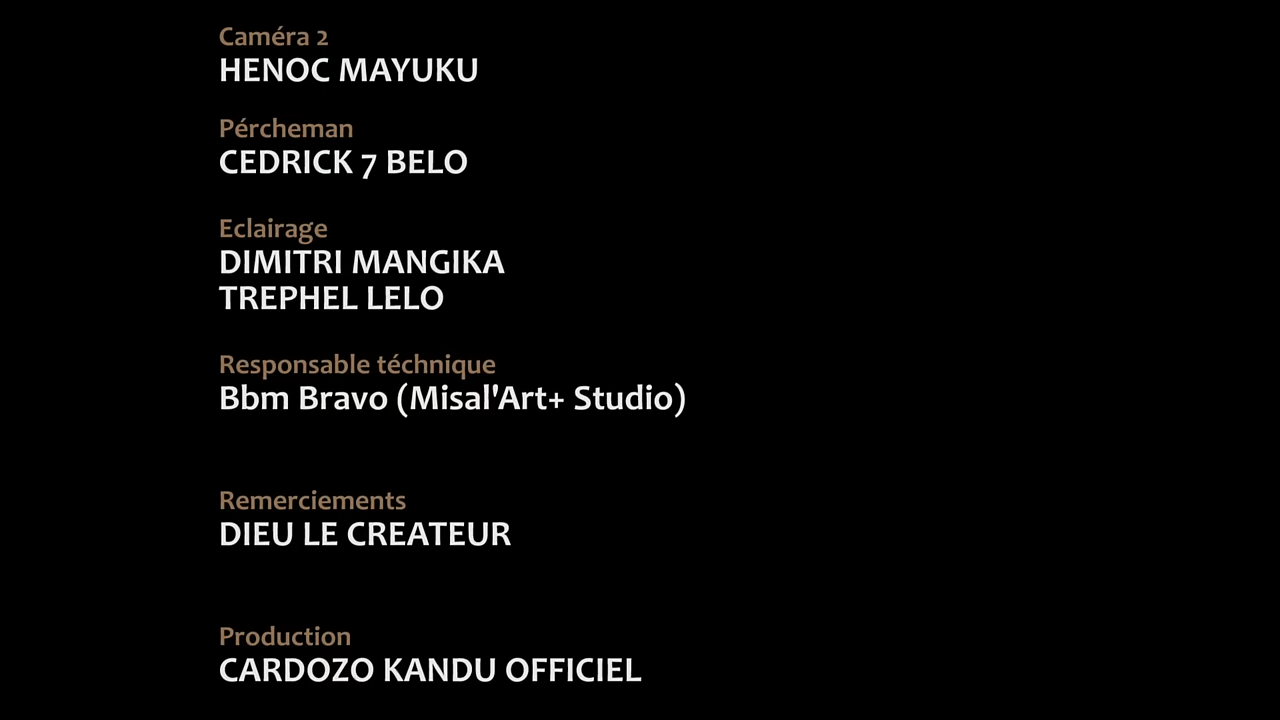 Caméra 2
HENOC MAYUKU
Pércheman
CEDRICK 7 BELO
Eclairage
DIMITRI MANGIKA
TREPHEL LELO
Responsable téchnique
Bbm Bravo (Misal'Art+ Studio)
Remerciements
DIEU LE CREATEUR
Production
CARDOZO KANDU OFFICIEL